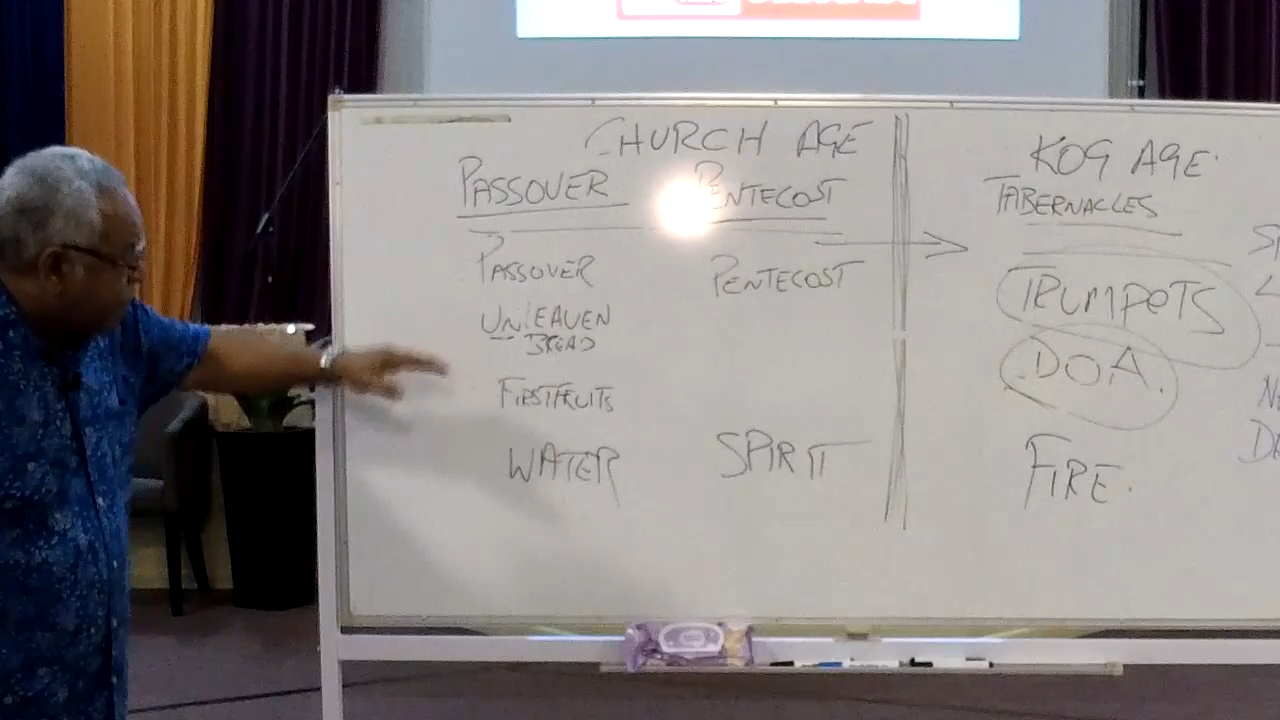 CHURCH AGE
PASSOVER PENTECOST
PASSOVER PENTECOST
UNLEAVEN
BREAD
FIRSTFRUITS
WATER SPIRIT
KOG AGE.
TABERNACLES
TRUMPETS
DOA.
FIRE.